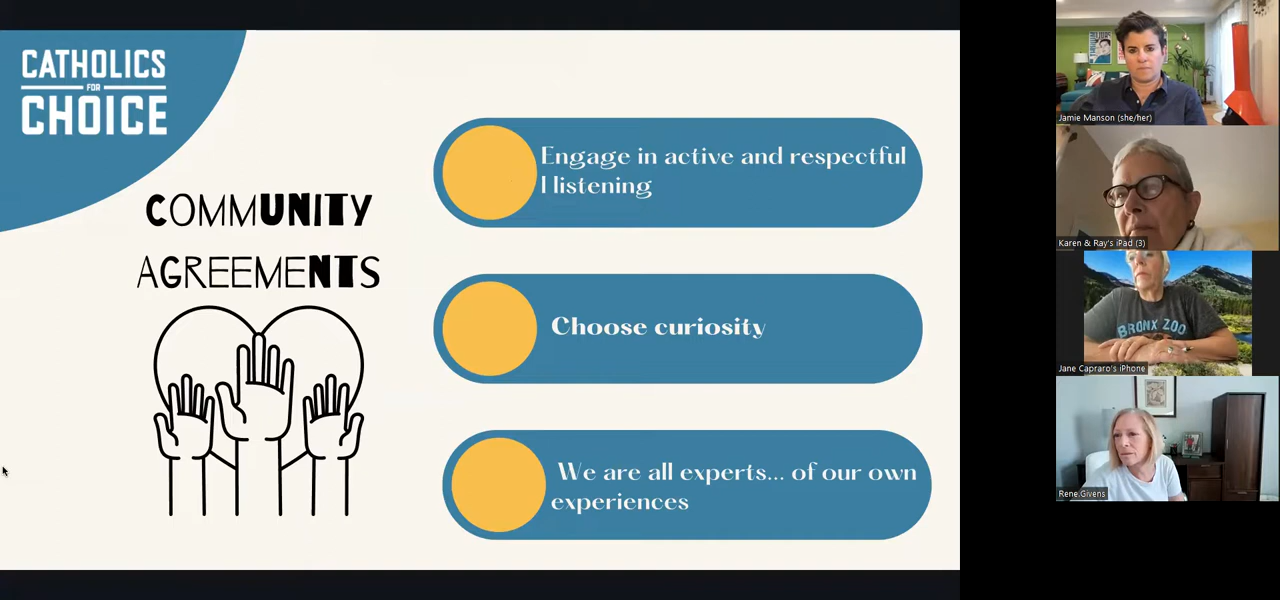 CATHOLICS
FOR
CHOICE
COMMUNITY
AGREEMENTS
Engage in active and respectful
l listening
Choose curiosity
We are all experts... of our own
experiences
Jamie Manson (she/her)
Karen & Ray's iPad (3)
BRONX ZOO
Jane Capraro's iPhone
Rene Givens